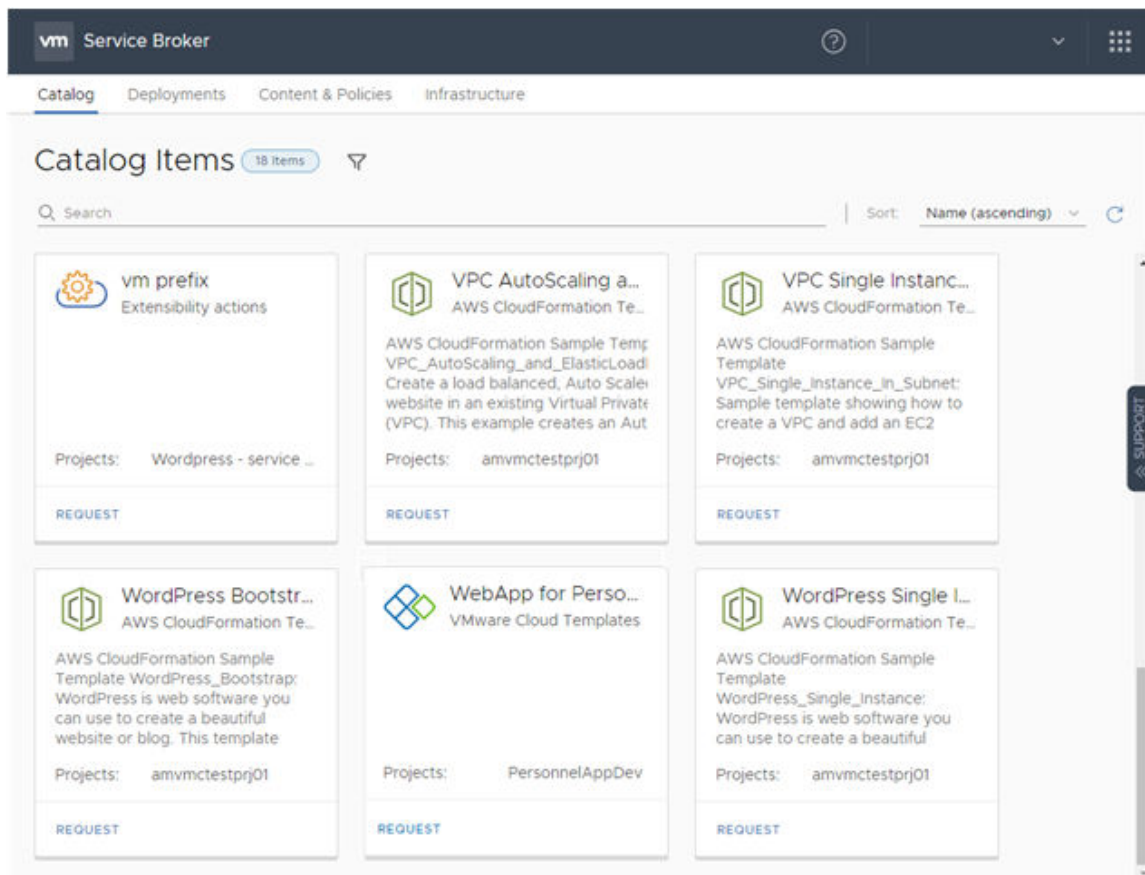 vm Service Broker
Catalog Deployments Content & Policies Infrastructure
Catalog Items 18 Items
Search
Sort: Name (ascending)
vm prefix
Extensibility actions
Projects: Wordpress - service ...
REQUEST
VPC AutoScaling a...
AWS CloudFormation Te...
AWS CloudFormation Sample Temp
VPC_AutoScaling_and_ElasticLoadI
Create a load balanced, Auto Scale
website in an existing Virtual Private
(VPC). This example creates an Aut
Projects: amvmctestprj01
REQUEST
VPC Single Instanc...
AWS CloudFormation Te...
AWS CloudFormation Sample
Template
VPC_Single_Instance_In_Subnet:
Sample template showing how to
create a VPC and add an EC2
Projects: amvmctestprj01
REQUEST
SUPPORT
WordPress Bootstr...
AWS CloudFormation Te...
AWS CloudFormation Sample
Template WordPress_Bootstrap:
WordPress is web software you
can use to create a beautiful
website or blog. This template
Projects: amvmctestprj01
REQUEST
WebApp for Perso...
VMware Cloud Templates
Projects: PersonnelAppDev
REQUEST
WordPress Single I...
AWS CloudFormation Te...
AWS CloudFormation Sample
Template
WordPress_Single_Instance:
WordPress is web software you
can use to create a beautiful
Projects: amvmctestprj01
REQUEST